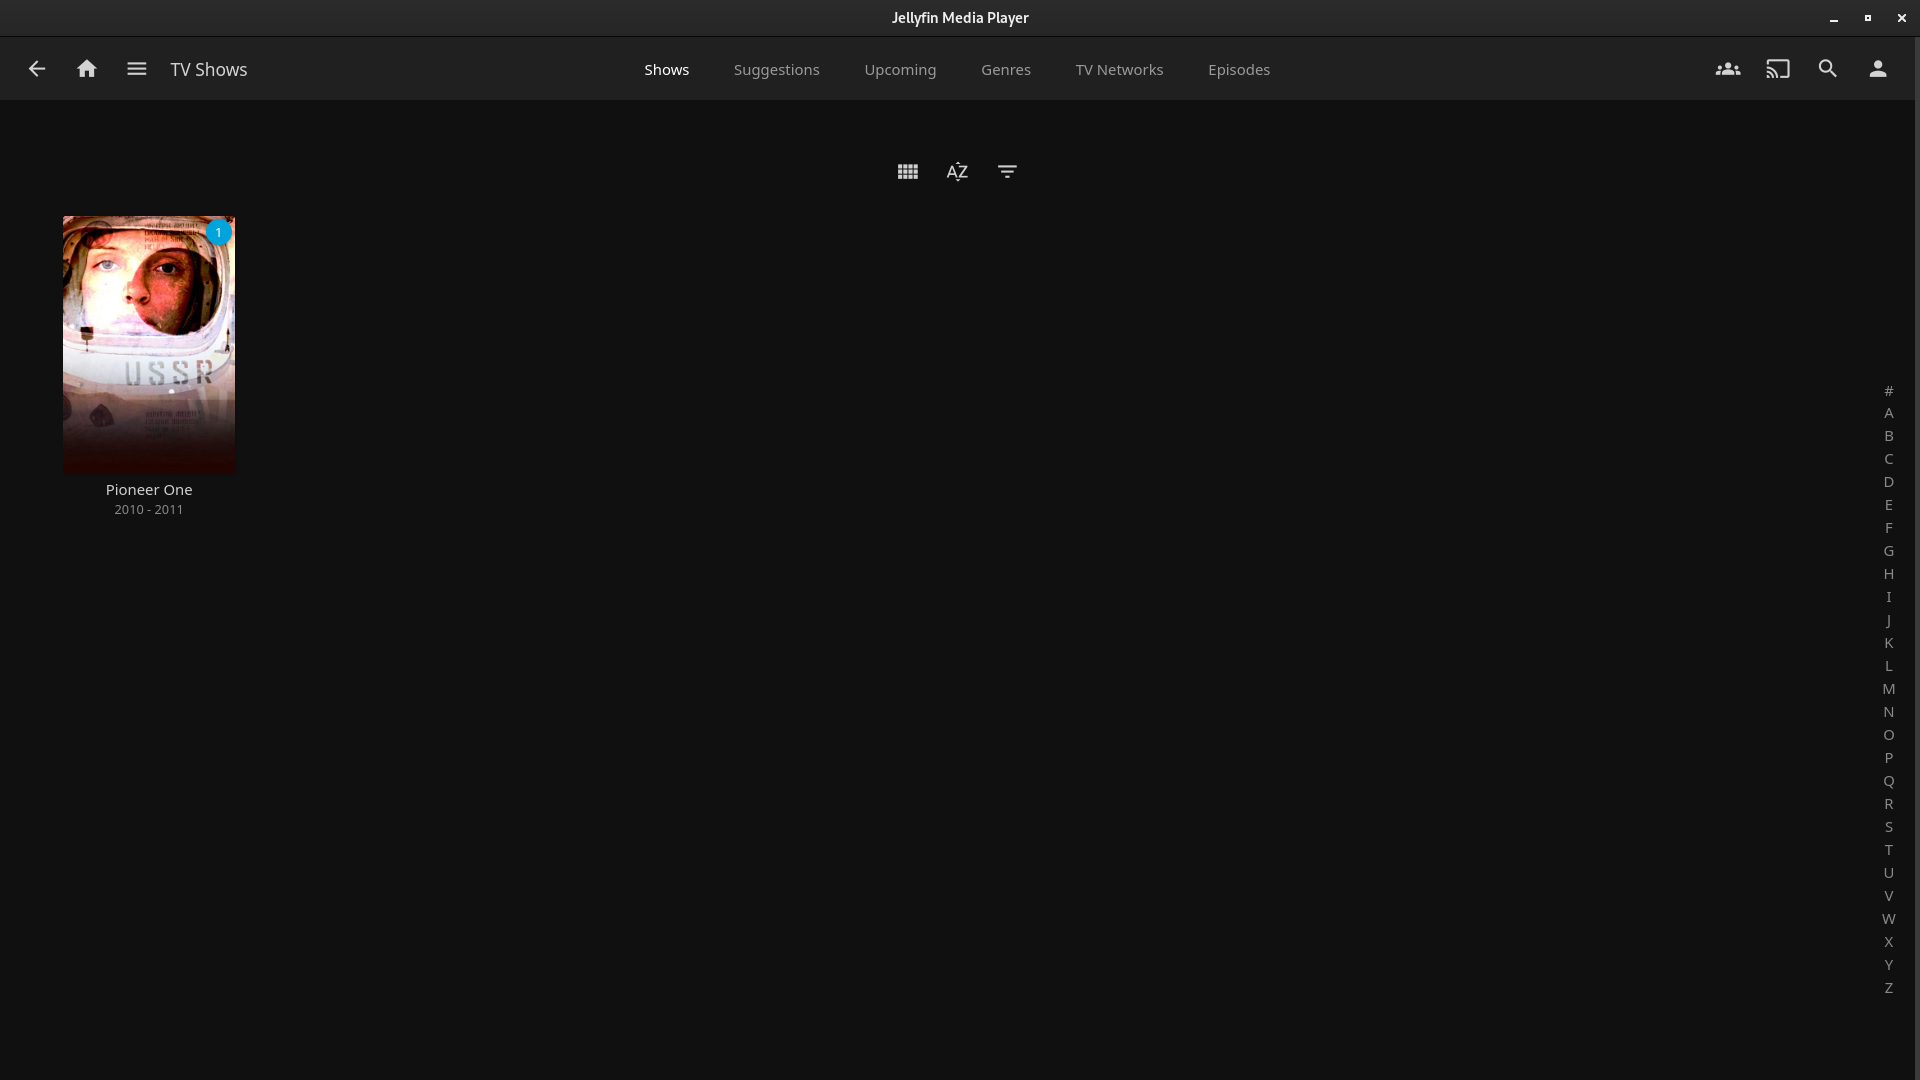 Jellyfin Media Player
TV Shows
Shows
Suggestions
Upcoming
Genres
TV Networks
Episodes
AZ
1
USSR
Pioneer One
2010 - 2011
#
A
B
C
D
E
F
G
H
I
J
K
L
M
N
O
P
Q
R
S
T
U
V
W
X
Y
Z